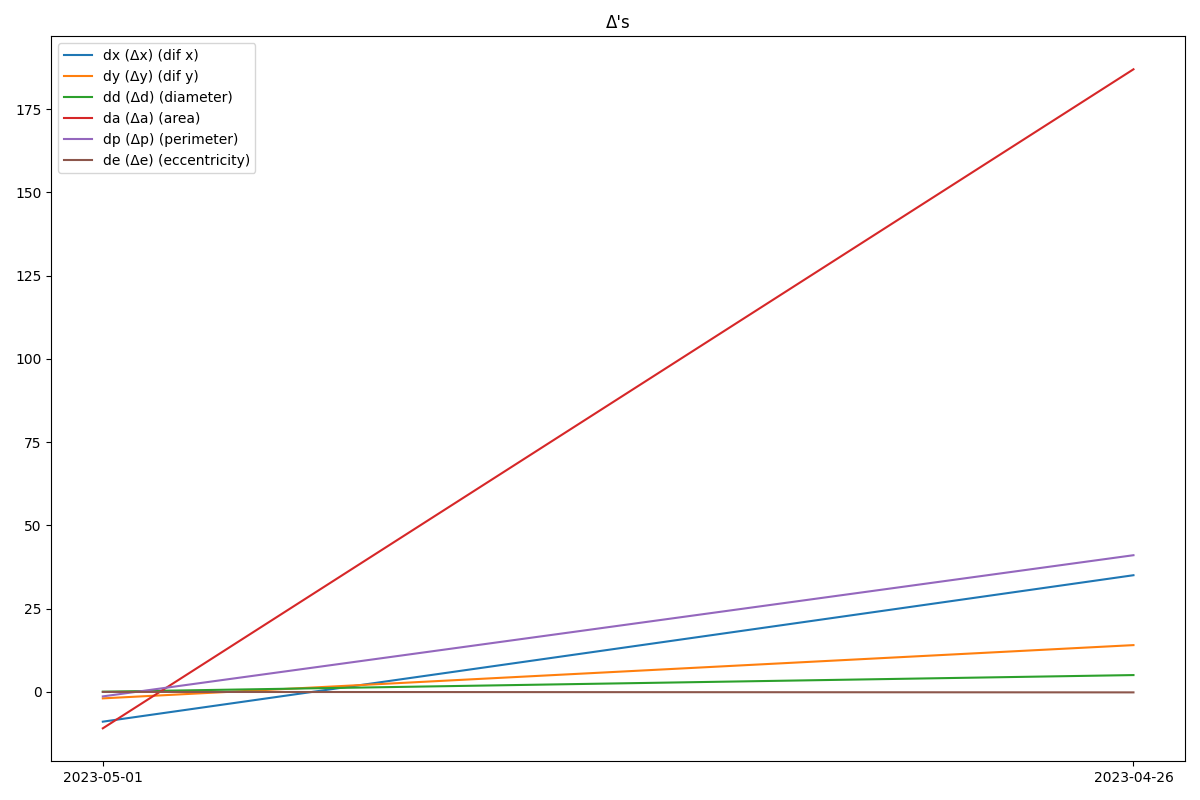 Δ's
dx (Δx) (dif x)
dy (Δy) (dif y)
dd (Δd) (diameter)
da (Δa) (area)
dp (Δp) (perimeter)
de (Δe) (eccentricity)
175
150
125
100
75
50
25
0
2023-05-01 2023-04-26